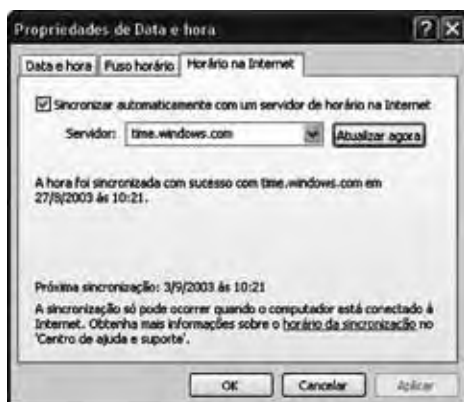 Propriedades de Data e hora
Data e hora Fuso horário Horário na Internet
Sincronizar automaticamente com um servidor de horário na Internet
Servidor: time.windows.com Atualizar agora
A hora foi sincronizada com sucesso com time.windows.com em
27/8/2003 às 10:21.
Próxima sincronização: 3/9/2003 às 10:21
A sincronização só pode ocorrer quando o computador está conectado à
Internet. Obtenha mais informações sobre o horário da sincronização no
'Centro de ajuda e suporte'.
OK Cancelar Aplicar